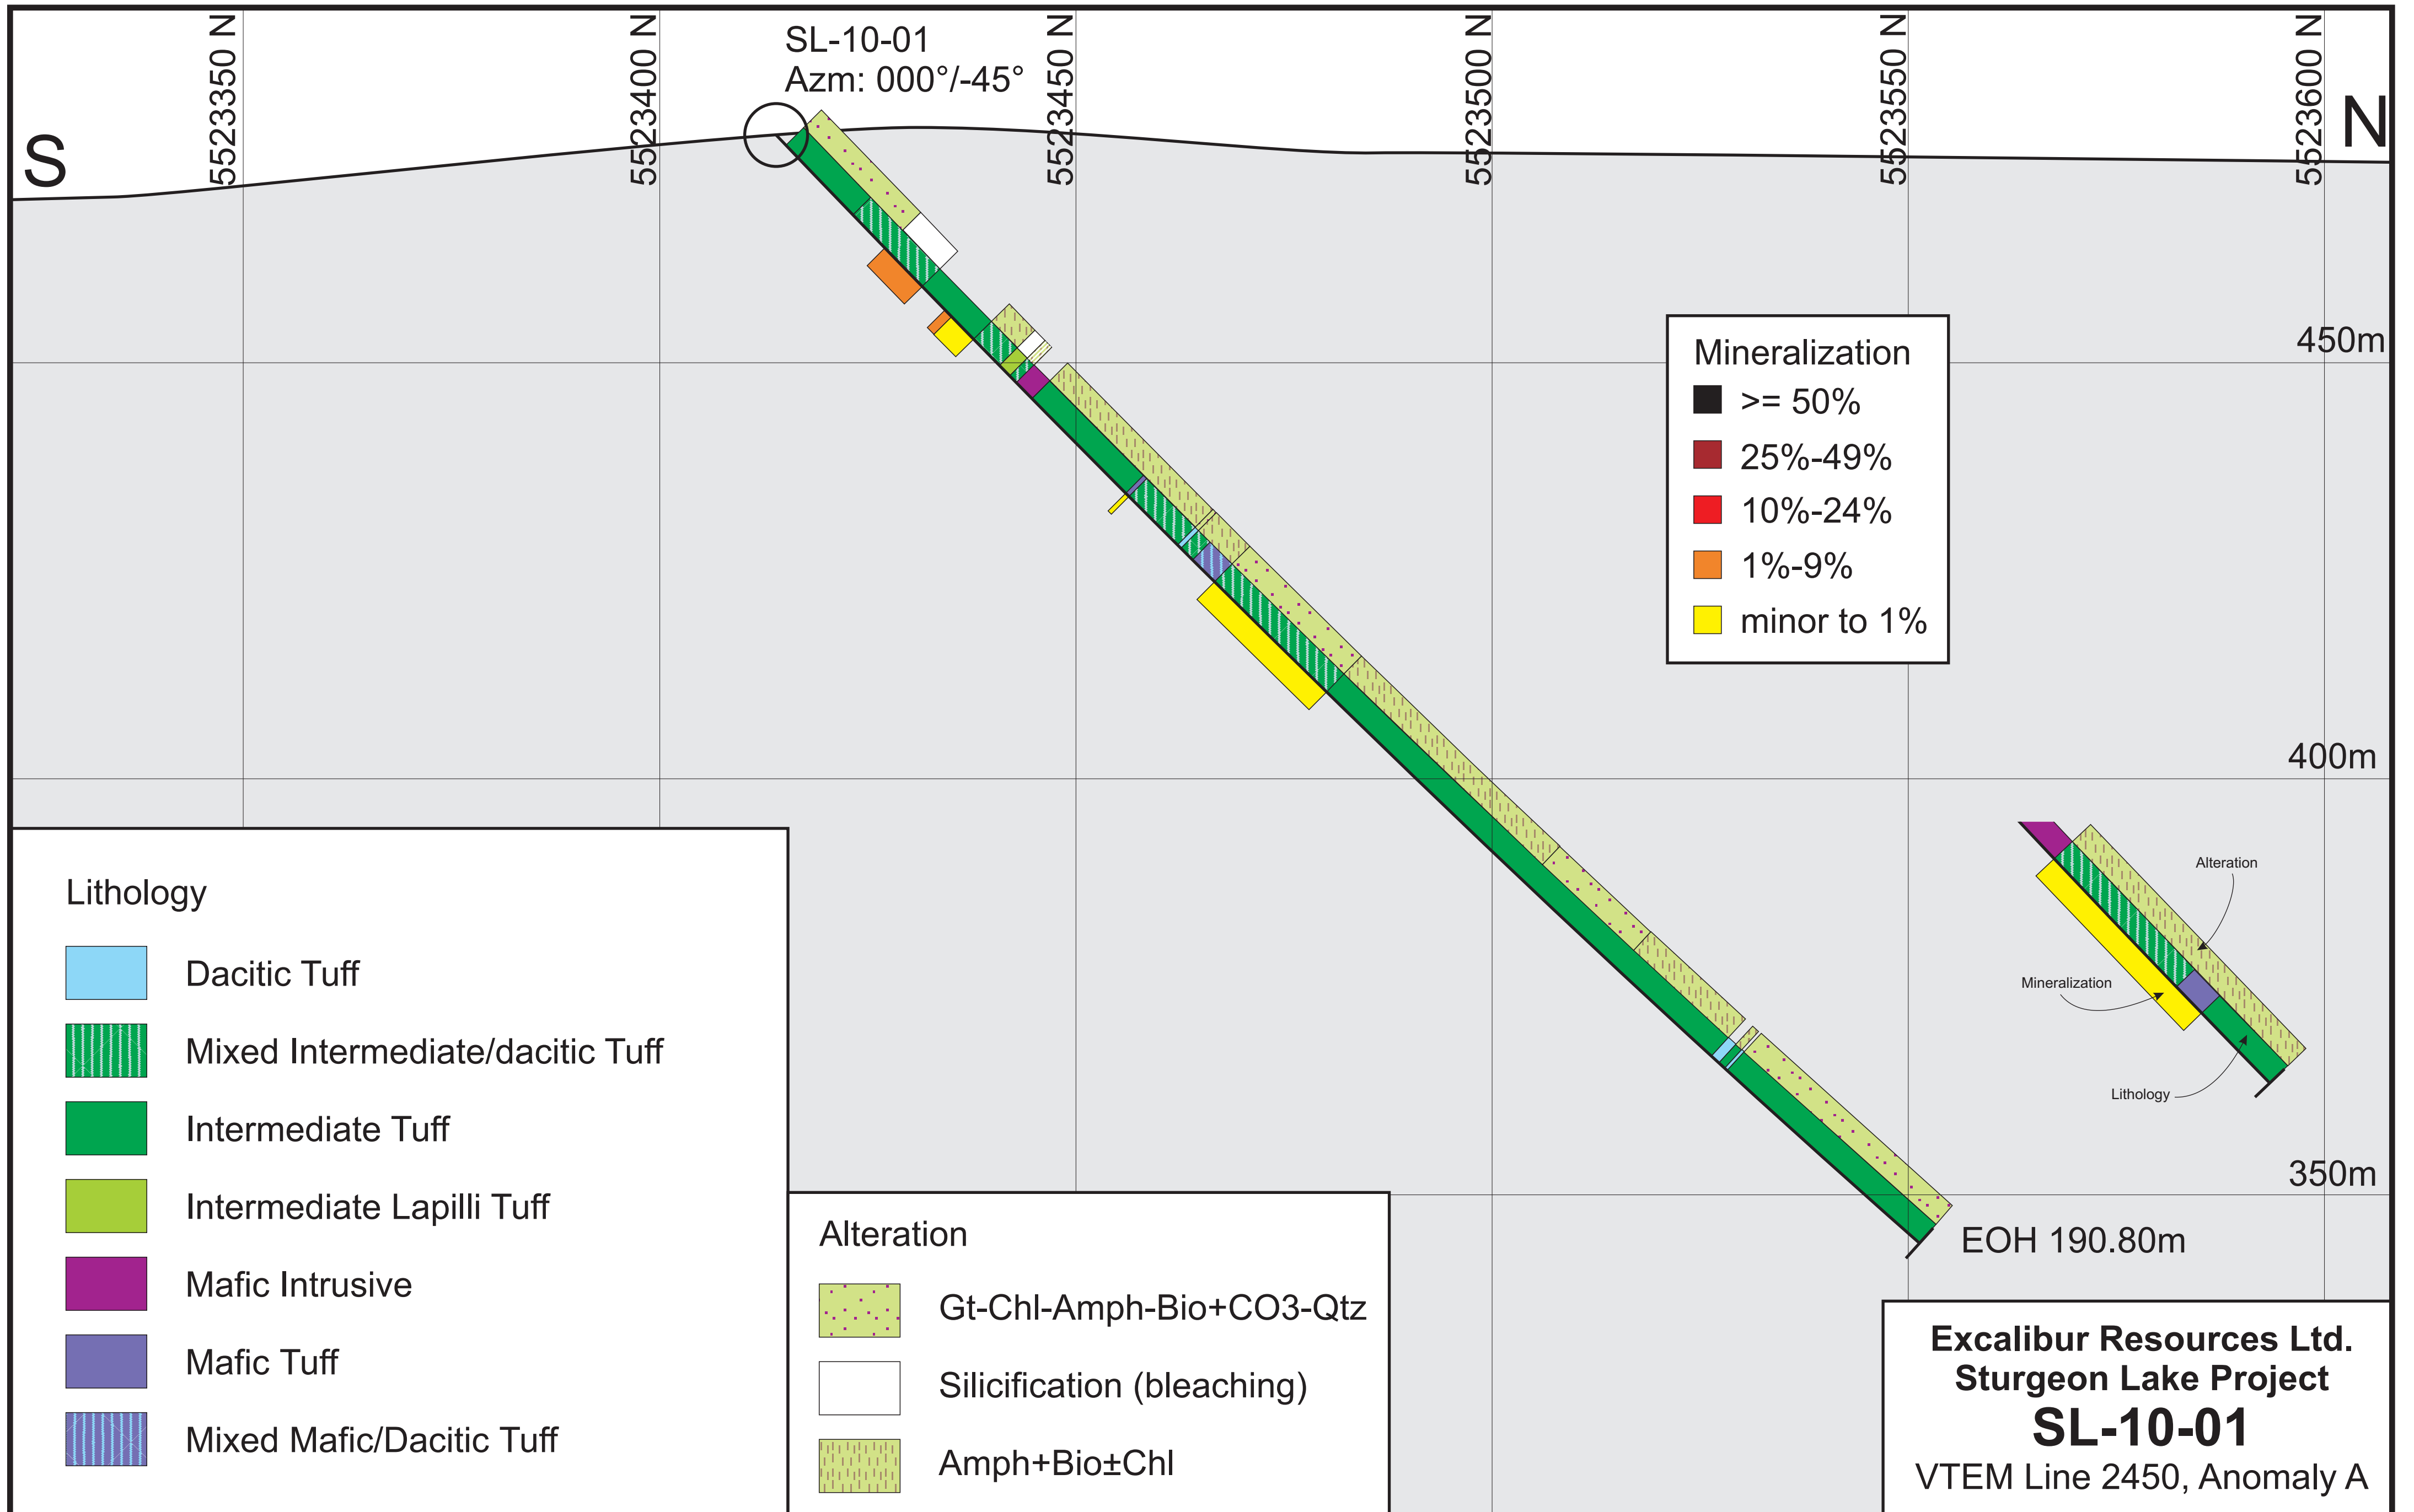 5523350 N
5523400 N
5523450 N
5523500 N
5523550 N
5523600 N
SL-10-01
Azm: 000°/-45°
S
N
450m
Mineralization
>= 50%
25%-49%
10%-24%
1%-9%
minor to 1%
400m
Alteration
Mineralization
Lithology
350m
EOH 190.80m
Lithology
Dacitic Tuff
Mixed Intermediate/dacitic Tuff
Intermediate Tuff
Intermediate Lapilli Tuff
Mafic Intrusive
Mafic Tuff
Mixed Mafic/Dacitic Tuff
Alteration
Gt-Chl-Amph-Bio+CO3-Qtz
Silicification (bleaching)
Amph+Bio±Chl
Excalibur Resources Ltd.
Sturgeon Lake Project
SL-10-01
VTEM Line 2450, Anomaly A